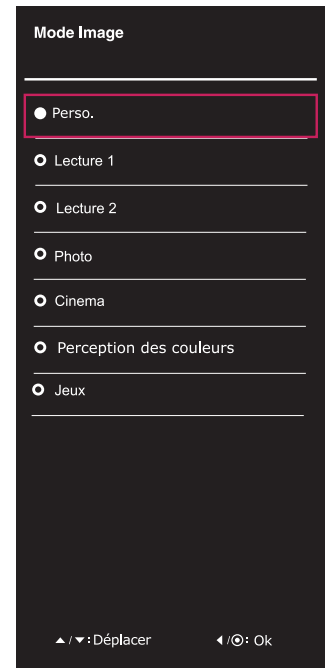 Mode Image
Perso.
Lecture 1
Lecture 2
Photo
Cinema
Perception des couleurs
Jeux
▲/▼: Déplacer ◀/◉: Ok